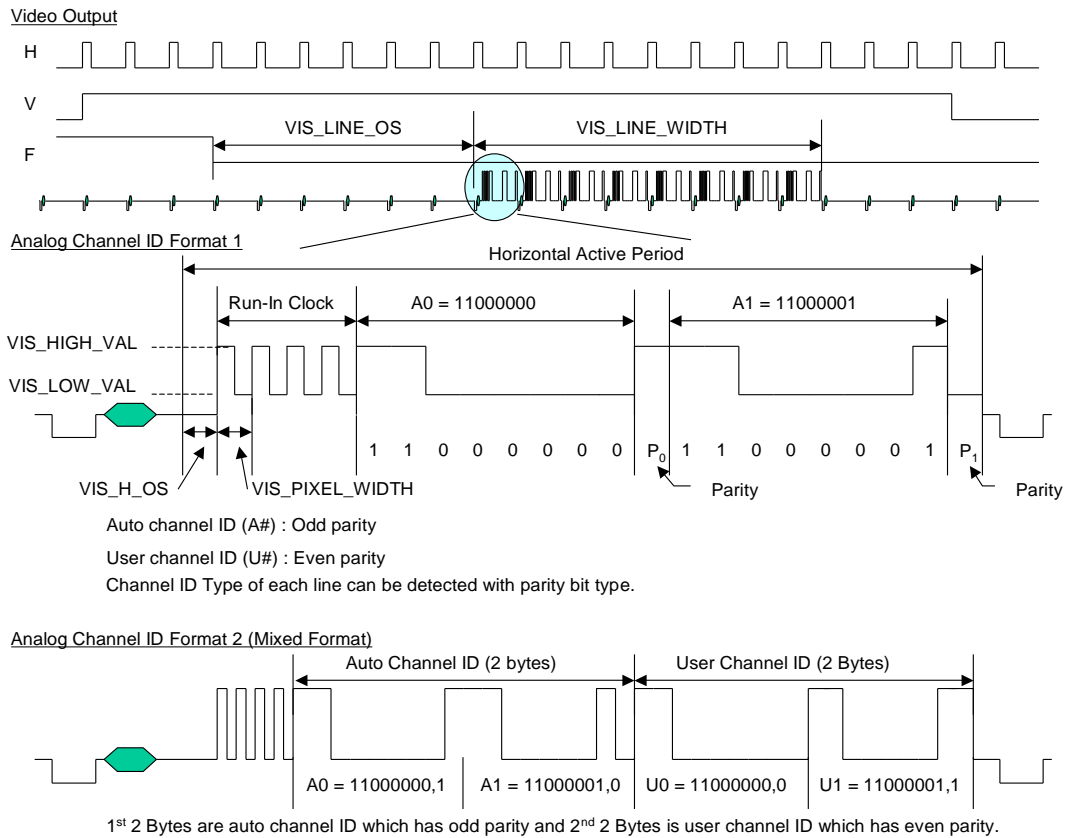 Video Output
H
V
VIS_LINE_OS
VIS_LINE_WIDTH
F
Analog Channel ID Format 1
Horizontal Active Period
Run-In Clock
A0 = 11000000
A1 = 11000001
VIS_HIGH_VAL
VIS_LOW_VAL
1 1 0 0 0 0 0 0 P0 1 1 0 0 0 0 0 1 P1
VIS_H_OS
VIS_PIXEL_WIDTH
Parity
Parity
Auto channel ID (A#) : Odd parity
User channel ID (U#) : Even parity
Channel ID Type of each line can be detected with parity bit type.
Analog Channel ID Format 2 (Mixed Format)
Auto Channel ID (2 bytes)
User Channel ID (2 Bytes)
A0 = 11000000,1
A1 = 11000001,0
U0 = 11000000,0
U1 = 11000001,1
1st 2 Bytes are auto channel ID which has odd parity and 2nd 2 Bytes is user channel ID which has even parity.